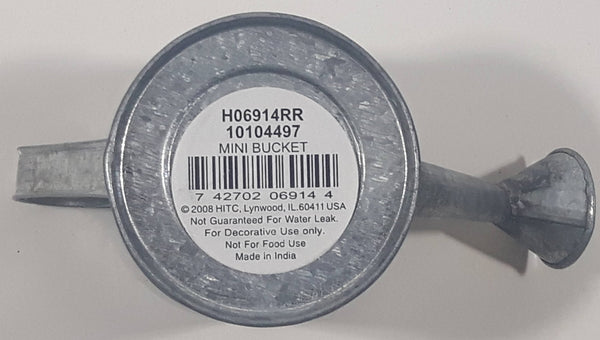 H06914RR
10104497
MINI BUCKET
7 42702 06914 4
© 2008 HITC, Lynwood, IL.60411 USA
Not Guaranteed For Water Leak.
For Decorative Use only.
Not For Food Use
Made in India